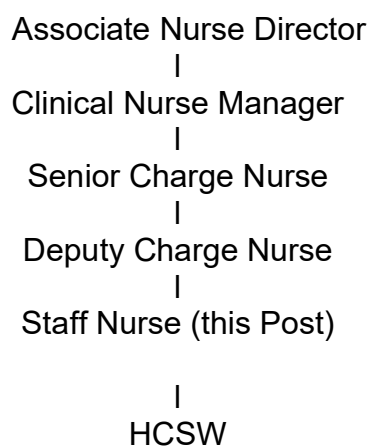 Associate Nurse Director
|
Clinical Nurse Manager
|
Senior Charge Nurse
|
Deputy Charge Nurse
|
Staff Nurse (this Post)
|
HCSW